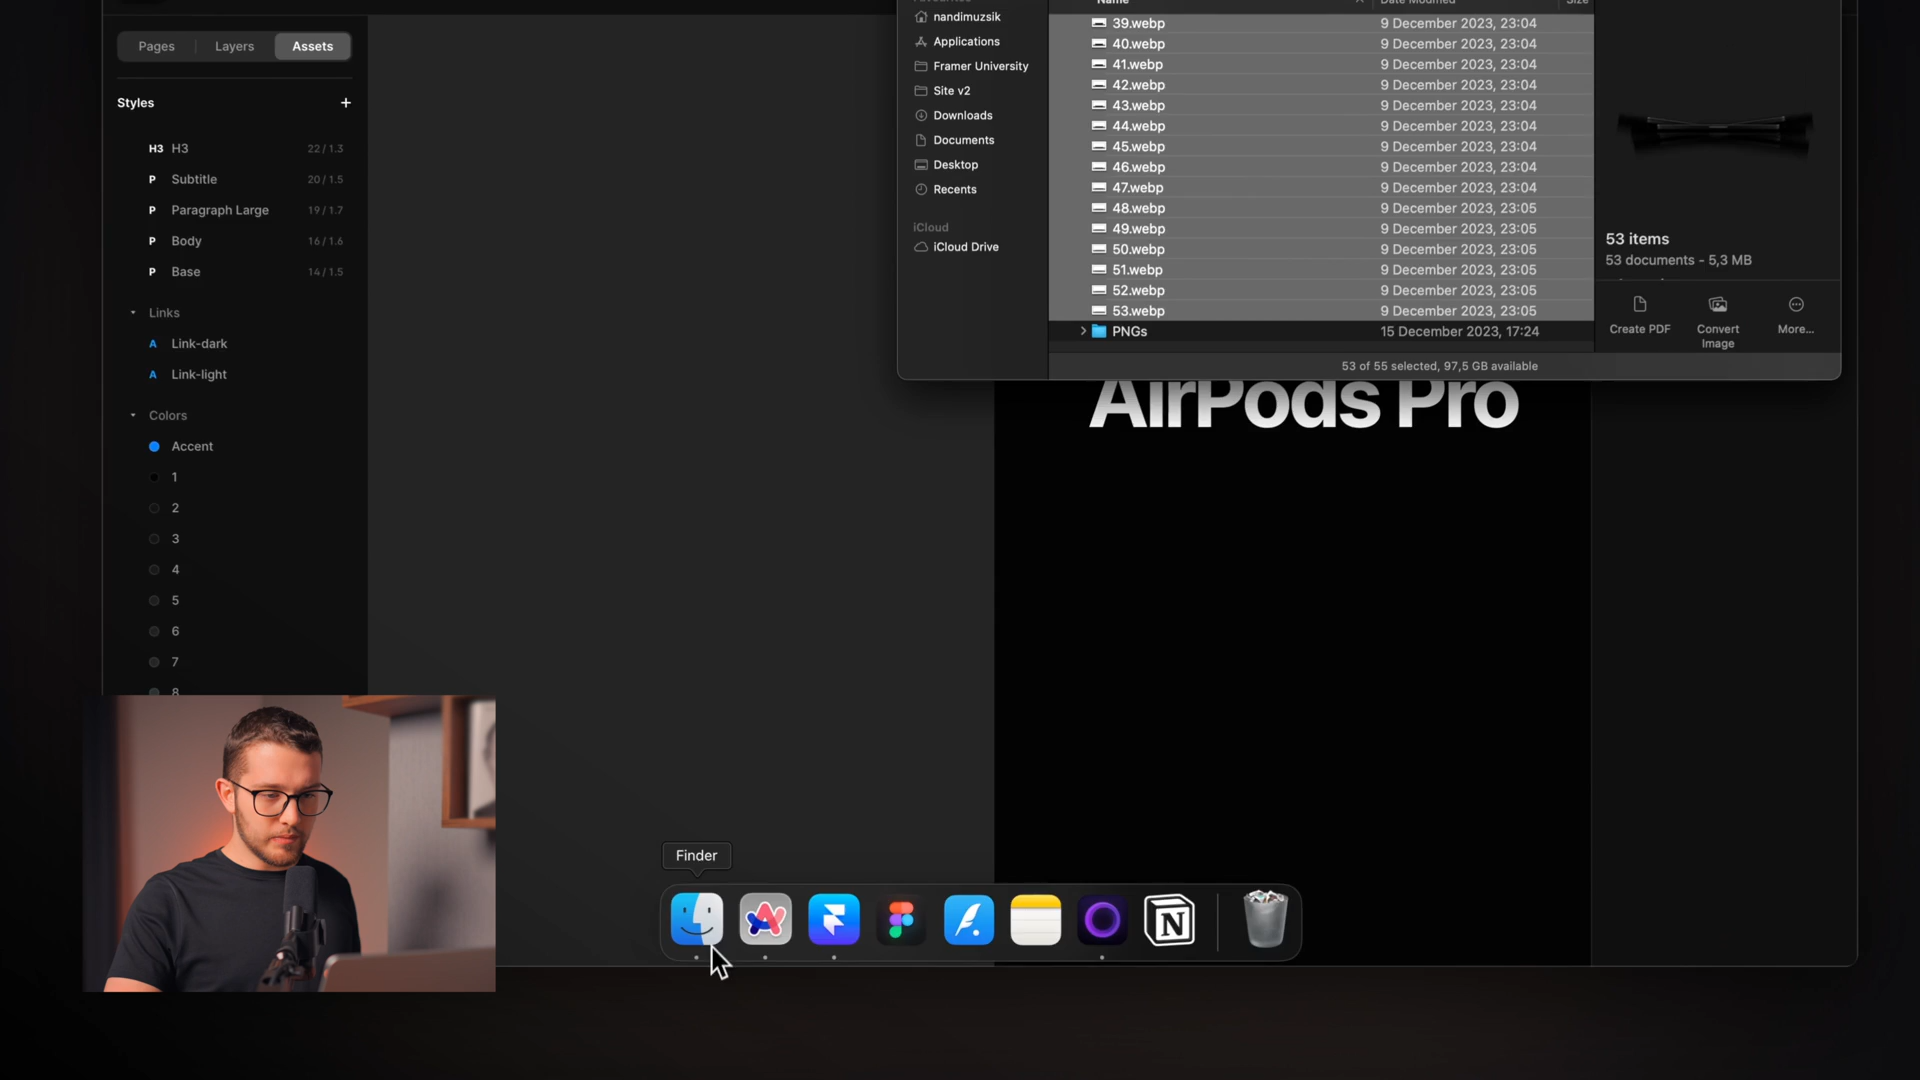 Name
Date Modified
Size
Pages
Layers
Assets
Styles
+
H3 H3 22 / 1.3
P Subtitle 20 / 1.5
P Paragraph Large 19 / 1.7
P Body 16 / 1.6
P Base 14 / 1.5
Links
A Link-dark
A Link-light
Colors
Accent
1
2
3
4
5
6
7
8
Favourites
nandimuzsik
Applications
Framer University
Site v2
Downloads
Documents
Desktop
Recents
iCloud
iCloud Drive
39.webp 9 December 2023, 23:04
40.webp 9 December 2023, 23:04
41.webp 9 December 2023, 23:04
42.webp 9 December 2023, 23:04
43.webp 9 December 2023, 23:04
44.webp 9 December 2023, 23:04
45.webp 9 December 2023, 23:04
46.webp 9 December 2023, 23:04
47.webp 9 December 2023, 23:04
48.webp 9 December 2023, 23:05
49.webp 9 December 2023, 23:05
50.webp 9 December 2023, 23:05
51.webp 9 December 2023, 23:05
52.webp 9 December 2023, 23:05
53.webp 9 December 2023, 23:05
PNGs 15 December 2023, 17:24
53 of 55 selected, 97,5 GB available
53 items
53 documents - 5,3 MB
Create PDF
Convert
Image
More...
AirPods Pro
Finder
N